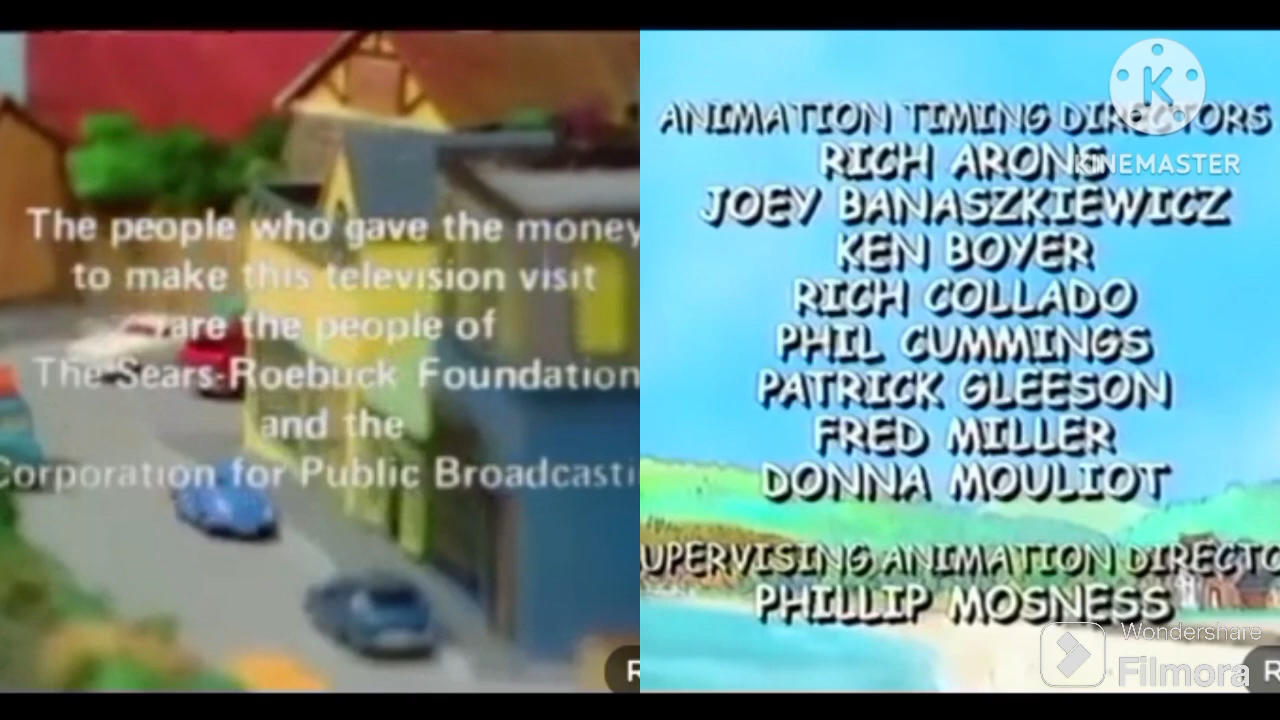 The people who gave the money
to make this television visit
are the people of
The Sears-Roebuck Foundation
and the
Corporation for Public Broadcasti
R
ANIMATION TIMING DIRECTORS
RICH ARONS
JOEY BANASZKIEWICZ
KEN BOYER
RICH COLLADO
PHIL CUMMINGS
PATRICK GLEESON
FRED MILLER
DONNA MOULIOT
UPERVISING ANIMATION DIRECTO
PHILLIP MOSNESS
K
KINEMASTER
Wondershare
Filmora
R